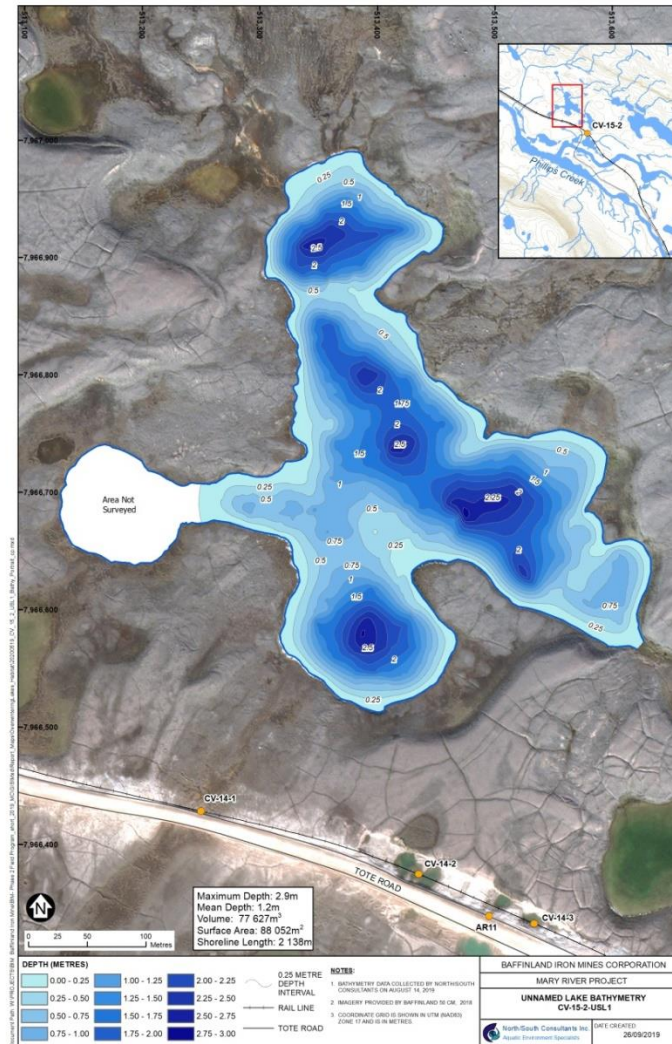 513,100
513,200
513,300
513,400
513,500
513,600
7,967,000
7,966,900
7,966,800
7,966,700
7,966,600
7,966,500
7,966,400
CV-15-2
Phillips Creek
0.25
0.5
1
1.5
2
2.5
2
0.5
0.5
2
1.75
2
2.5
1.5
0.5
1
1.5
2.25
2
0.25
0.5
1
0.5
0.75
0.25
0.5
0.75
1
1.5
2
0.75
0.25
2.5
2
0.25
Area Not
Surveyed
CV-14-1
CV-14-2
TOTE ROAD
AR11
CV-14-3
N
0 50 100
Metres
Maximum Depth: 2.9m
Mean Depth: 1.2m
Volume: 77 627m³
Surface Area: 88 052m²
Shoreline Length: 2 138m
DEPTH (METRES)
0.00 - 0.25
0.25 - 0.50
0.50 - 0.75
0.75 - 1.00
1.00 - 1.25
1.25 - 1.50
1.50 - 1.75
1.75 - 2.00
2.00 - 2.25
2.25 - 2.50
2.50 - 2.75
2.75 - 3.00
0.25 METRE
DEPTH
INTERVAL
RAIL LINE
TOTE ROAD
NOTES:
1. BATHYMETRY DATA COLLECTED BY NORTH/SOUTH
CONSULTANTS ON AUGUST 14, 2019
2. IMAGERY PROVIDED BY BAFFINLAND 50 CM, 2018
3. COORDINATE GRID IS SHOWN IN UTM (NAD83)
ZONE 17 AND IS IN METRES.
BAFFINLAND IRON MINES CORPORATION
MARY RIVER PROJECT
UNNAMED LAKE BATHYMETRY
CV-15-2-USL1
North/South Consultants Inc.
Aquatic Environment Specialists
DATE CREATED:
26/09/2019